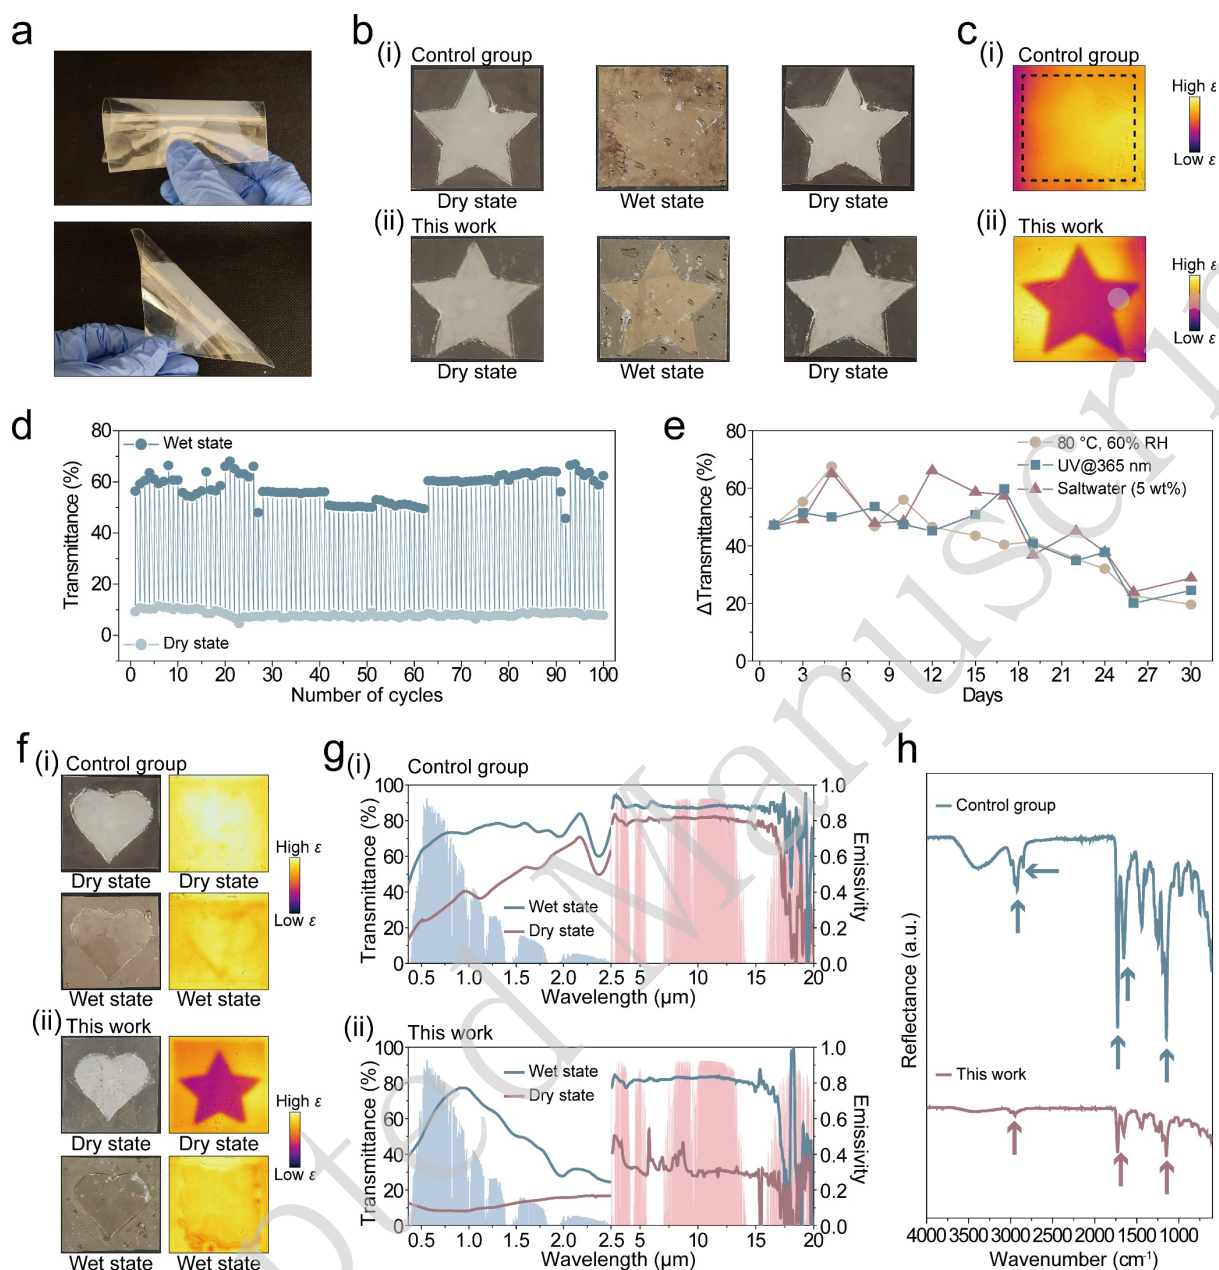 a
b
(i) Control group
Dry state
Wet state
Dry state
(ii) This work
Dry state
Wet state
Dry state
c
(i) Control group
High ε
Low ε
(ii) This work
High ε
Low ε
d
Transmittance (%)
80
60
40
20
0
Wet state
Dry state
0 10 20 30 40 50 60 70 80 90 100
Number of cycles
e
ΔTransmittance (%)
80
60
40
20
0
80 °C, 60% RH
UV@365 nm
Saltwater (5 wt%)
0 3 6 9 12 15 18 21 24 27 30
Days
f
(i) Control group
Dry state
Dry state
High ε
Low ε
Wet state
Wet state
(ii) This work
Dry state
Dry state
High ε
Low ε
Wet state
Wet state
g
(i) Control group
Transmittance (%)
100
80
60
40
20
0
Wet state
Dry state
1.0
0.8
0.6
0.4
0.2
0.0
Emissivity
0.5 1.0 1.5 2.0 2.5 5 10 15 20
Wavelength (μm)
(ii) This work
Transmittance (%)
100
80
60
40
20
0
Wet state
Dry state
1.0
0.8
0.6
0.4
0.2
0.0
Emissivity
0.5 1.0 1.5 2.0 2.5 5 10 15 20
Wavelength (μm)
h
Reflectance (a.u.)
Control group
This work
4000 3000 2000 1500 1000
Wavenumber (cm⁻¹)
pted Manuscri